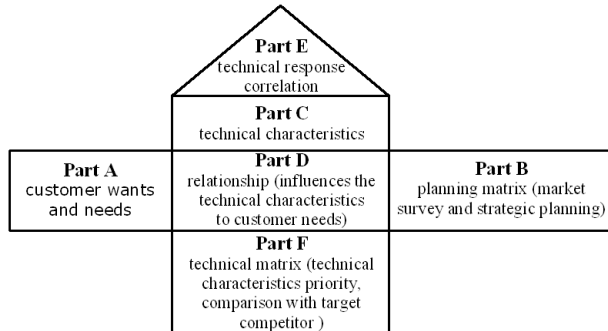 Part E
technical response
correlation
Part C
technical characteristics
Part A
customer wants
and needs
Part D
relationship (influences the
technical characteristics
to customer needs)
Part B
planning matrix (market
survey and strategic planning)
Part F
technical matrix (technical
characteristics priority,
comparison with target
competitor )